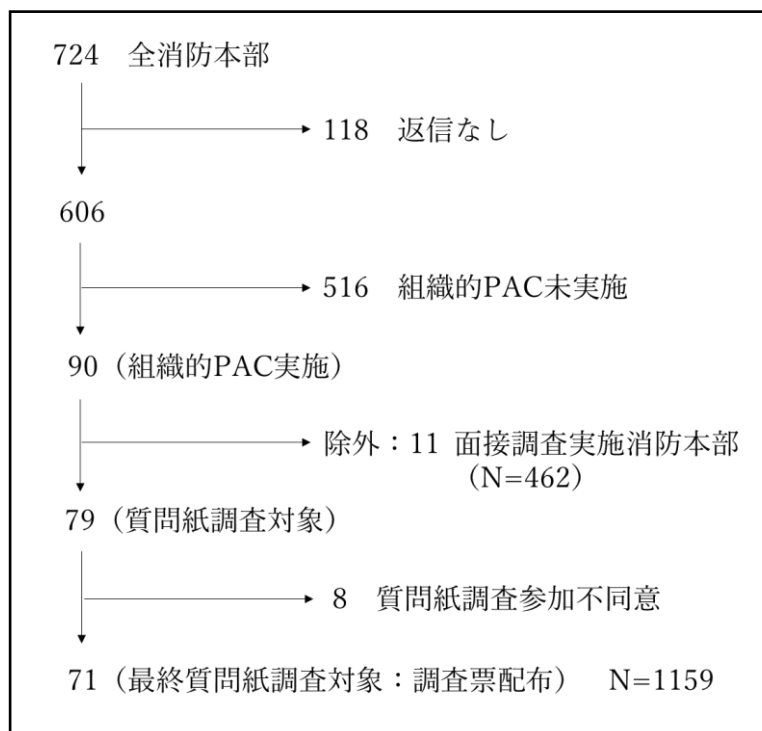 724 全消防本部
118 返信なし
606
516 組織的PAC未実施
90（組織的PAC実施）
除外：11 面接調査実施消防本部
（N=462）
79（質問紙調査対象）
8 質問紙調査参加不同意
71（最終質問紙調査対象：調査票配布） N=1159